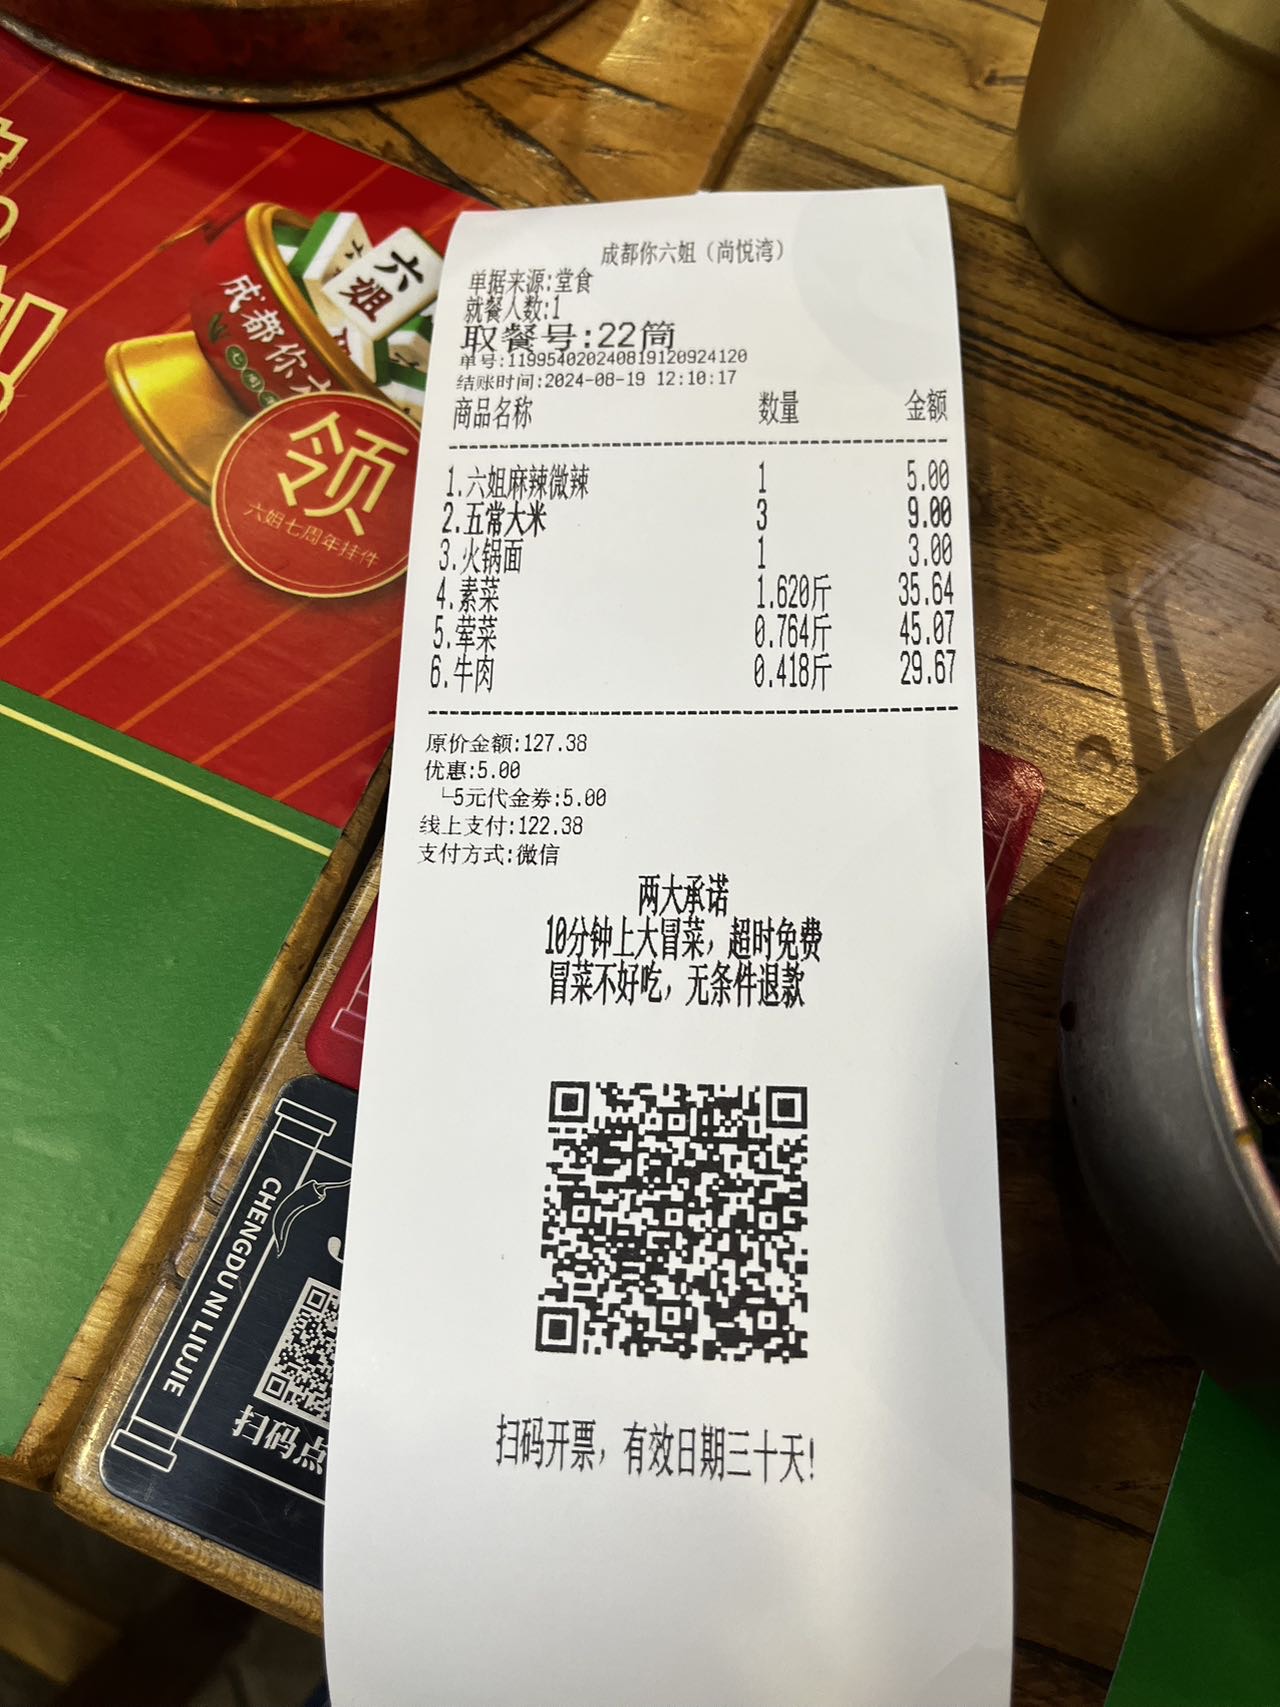 成都你六姐（尚悦湾）
单据来源:堂食
就餐人数:1
取餐号:22筒
单号:119954020240819120924120
结账时间:2024-08-19 12:10:17
商品名称 数量 金额
1.六姐麻辣微辣 1 5.00
2.五常大米 3 9.00
3.火锅面 1 3.00
4.素菜 1.620斤 35.64
5.荤菜 0.764斤 45.07
6.牛肉 0.418斤 29.67
原价金额:127.38
优惠:5.00
└5元代金券:5.00
线上支付:122.38
支付方式:微信
两大承诺
10分钟上大冒菜，超时免费
冒菜不好吃，无条件退款
扫码开票，有效日期三十天!
六姐
成都你六
领
六姐七周年挂件
CHENGDU NI LIUJIE
扫码点